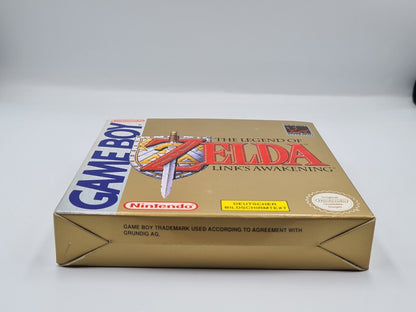 GAME BOY
THE LEGEND OF
ZELDA
LINK'S AWAKENING
Nintendo
DEUTSCHER
BILDSCHIRMTEXT
GAME BOY TRADEMARK USED ACCORDING TO AGREEMENT WITH
GRUNDIG AG.